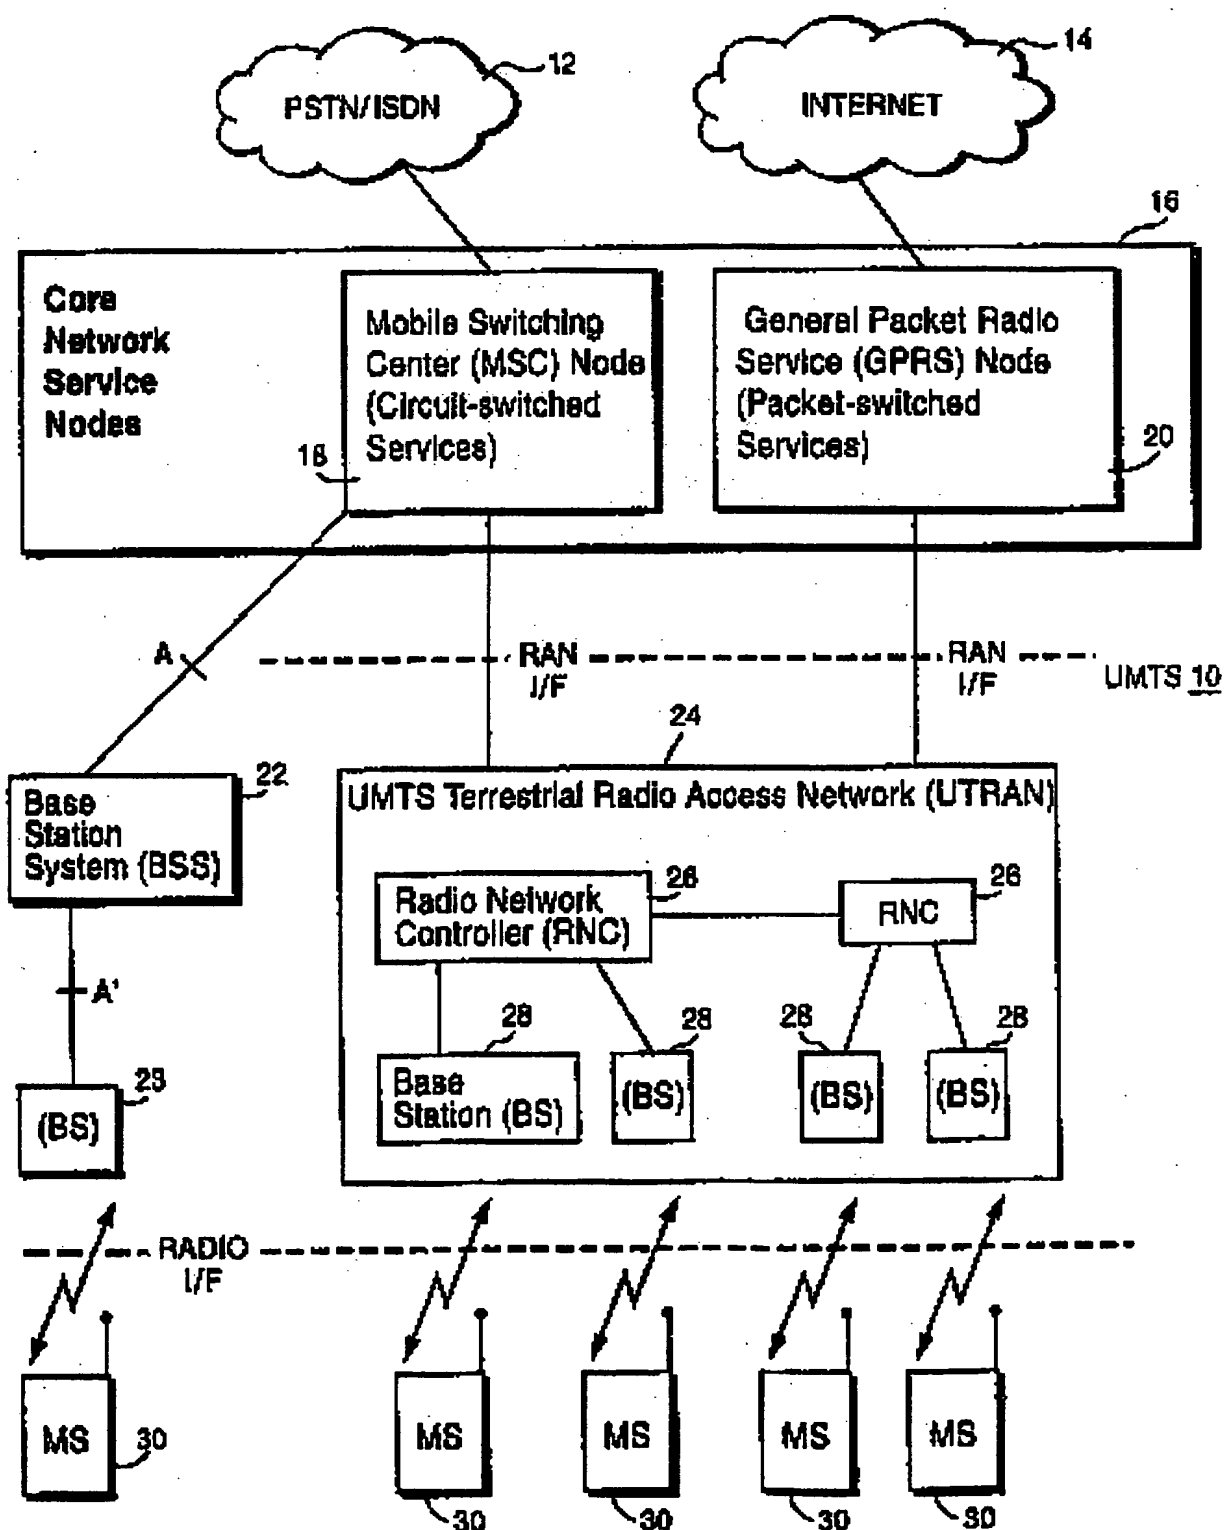 12
14
PSTN/ISDN
INTERNET
16
Core
Network
Service
Nodes
Mobile Switching
Center (MSC) Node
(Circuit-switched
Services)
18
General Packet Radio
Service (GPRS) Node
(Packet-switched
Services)
20
A
RAN
I/F
RAN
I/F
UMTS 10
24
22
Base
Station
System (BSS)
UMTS Terrestrial Radio Access Network (UTRAN)
26
Radio Network
Controller (RNC)
26
RNC
A'
28
28
28
28
23
(BS)
Base
Station (BS)
(BS)
(BS)
(BS)
RADIO
I/F
MS
30
MS
30
MS
30
MS
30
MS
30